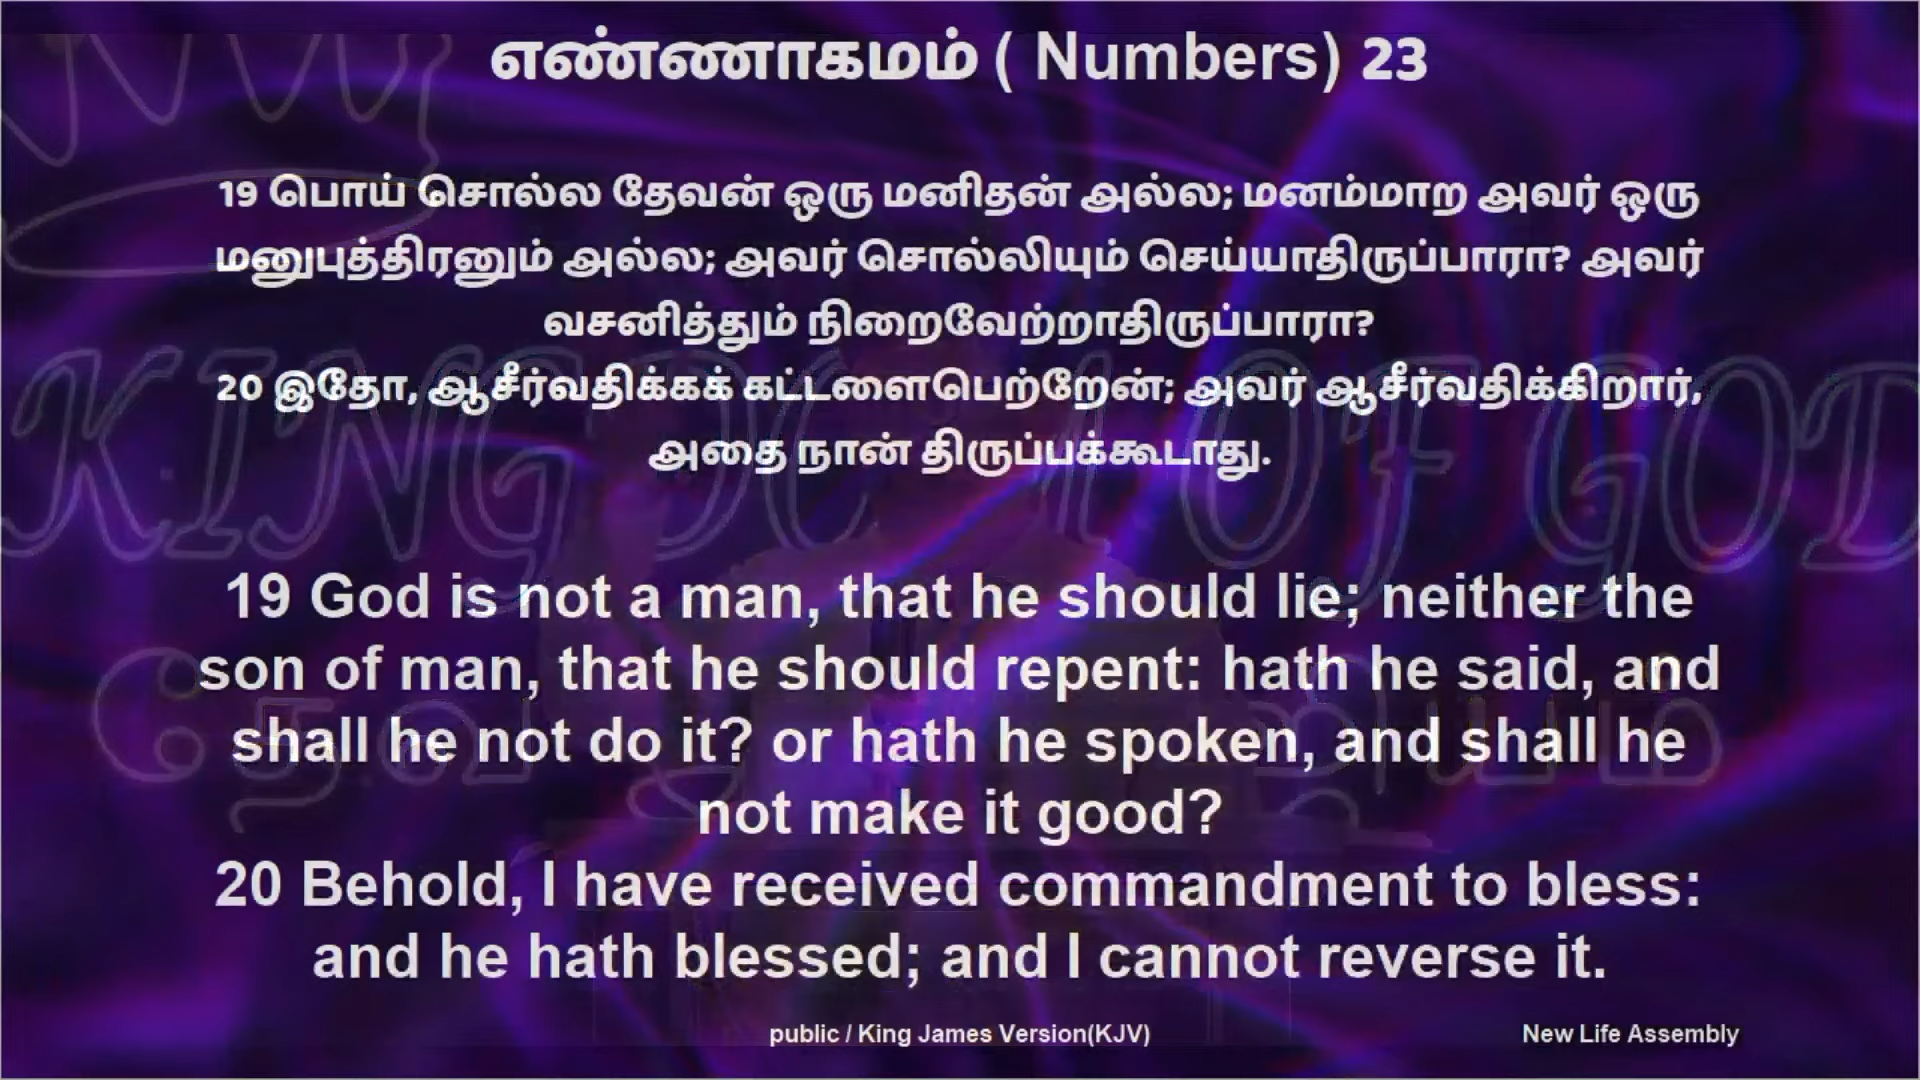 எண்ணாகமம் ( Numbers) 23
19 பொய் சொல்ல தேவன் ஒரு மனிதன் அல்ல; மனம்மாற அவர் ஒரு
மனுபுத்திரனும் அல்ல; அவர் சொல்லியும் செய்யாதிருப்பாரா? அவர்
வசனித்தும் நிறைவேற்றாதிருப்பாரா?
20 இதோ, ஆசீர்வதிக்கக் கட்டளைபெற்றேன்; அவர் ஆசீர்வதிக்கிறார்,
அதை நான் திருப்பக்கூடாது.
KINGDO OF GOD
19 God is not a man, that he should lie; neither the
son of man, that he should repent: hath he said, and
shall he not do it? or hath he spoken, and shall he
not make it good?
20 Behold, I have received commandment to bless:
and he hath blessed; and I cannot reverse it.
public / King James Version(KJV)
New Life Assembly